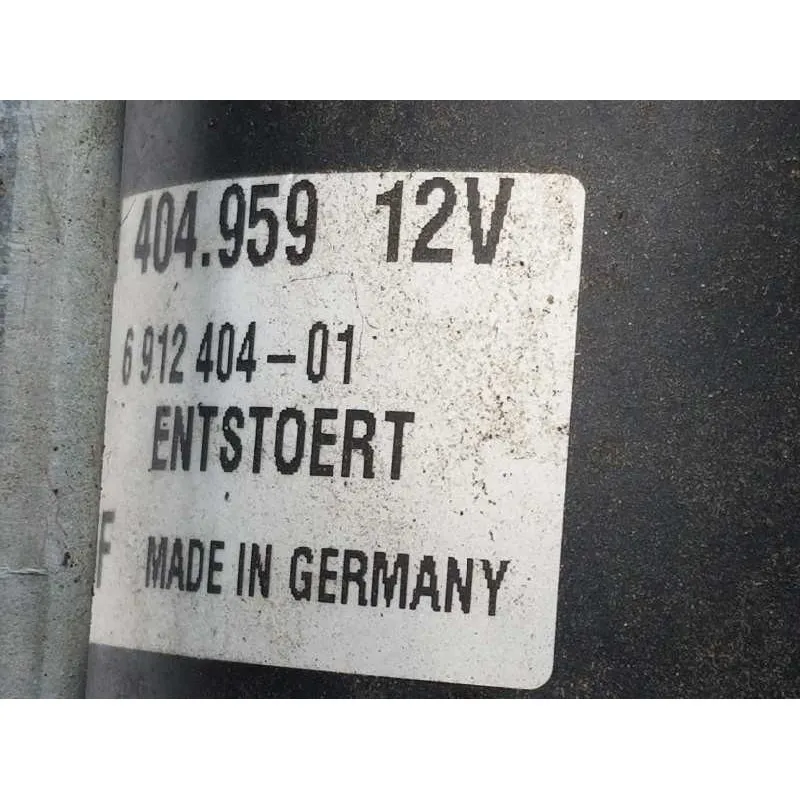 404.959 12V
6 912 404-01
ENTSTOERT
F MADE IN GERMANY